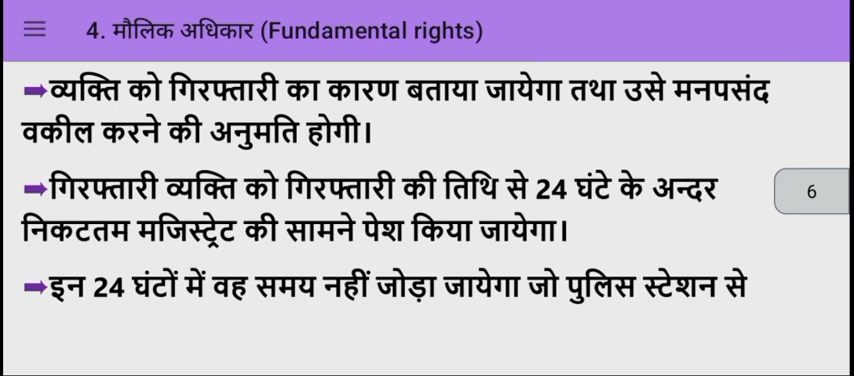 4. मौलिक अधिकार (Fundamental rights)
➡व्यक्ति को गिरफ्तारी का कारण बताया जायेगा तथा उसे मनपसंद
वकील करने की अनुमति होगी।
➡गिरफ्तारी व्यक्ति को गिरफ्तारी की तिथि से 24 घंटे के अन्दर
6
निकटतम मजिस्ट्रेट की सामने पेश किया जायेगा।
➡इन 24 घंटों में वह समय नहीं जोड़ा जायेगा जो पुलिस स्टेशन से